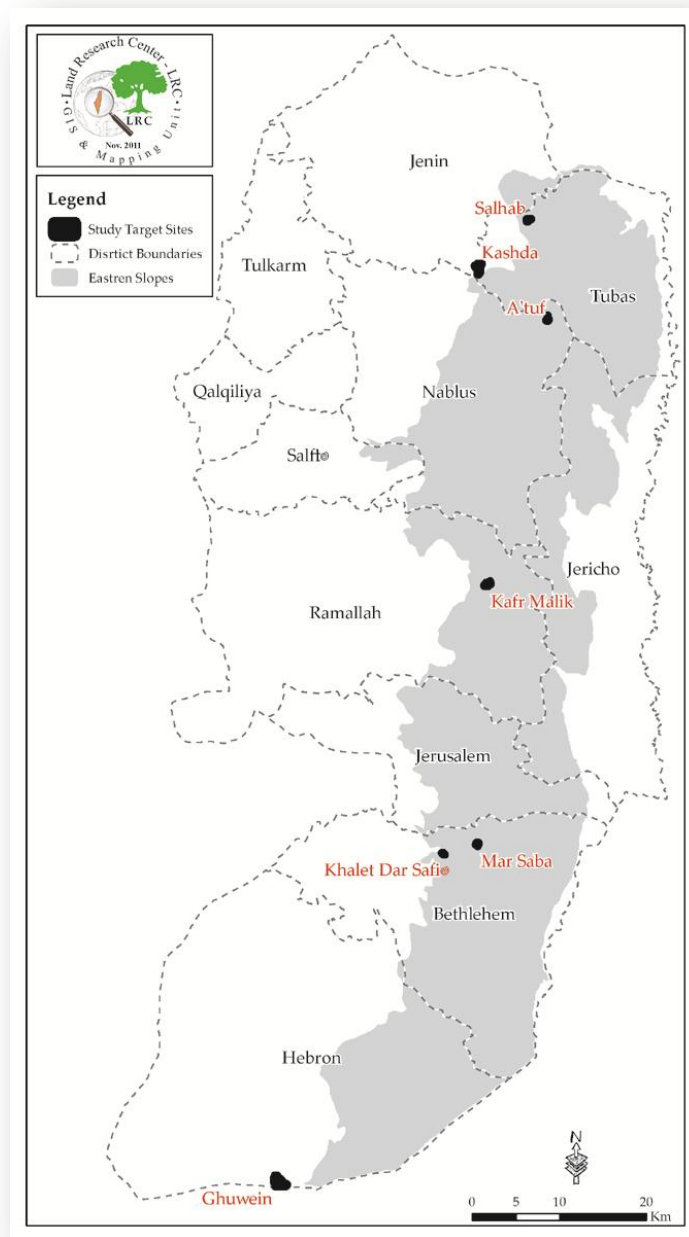 Land Research Center - LRC
GIS & Mapping Unit
LRC
Nov. 2011
Legend
Study Target Sites
Disrtict Boundaries
Eastren Slopes
Jenin
Salhab
Kashda
Tulkarm
Tubas
A'tuf
Qalqiliya
Nablus
Salfit
Jericho
Kafr Malik
Ramallah
Jerusalem
Khalet Dar Safi
Mar Saba
Bethlehem
Hebron
N
Ghuwein
0 5 10 20
Km